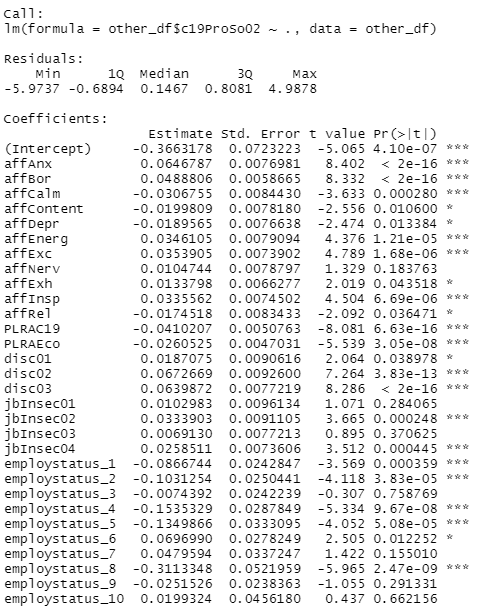 Call:
lm(formula = other_df$c19ProSo02 ~ ., data = other_df)
Residuals:
Min 1Q Median 3Q Max
-5.9737 -0.6894 0.1467 0.8081 4.9878
Coefficients:
Estimate Std. Error t value Pr(>|t|)
(Intercept) -0.3663178 0.0723223 -5.065 4.10e-07 ***
affAnx 0.0646787 0.0076981 8.402 < 2e-16 ***
affBor 0.0488806 0.0058665 8.332 < 2e-16 ***
affCalm -0.0306755 0.0084430 -3.633 0.000280 ***
affContent -0.0199809 0.0078180 -2.556 0.010600 *
affDepr -0.0189565 0.0076638 -2.474 0.013384 *
affEnerg 0.0346105 0.0079094 4.376 1.21e-05 ***
affExc 0.0353905 0.0073902 4.789 1.68e-06 ***
affNerv 0.0104744 0.0078797 1.329 0.183763
affExh 0.0133798 0.0066277 2.019 0.043518 *
affInsp 0.0335562 0.0074502 4.504 6.69e-06 ***
affRel -0.0174518 0.0083433 -2.092 0.036471 *
PLRAC19 -0.0410207 0.0050763 -8.081 6.63e-16 ***
PLRAEco -0.0260525 0.0047031 -5.539 3.05e-08 ***
disc01 0.0187075 0.0090616 2.064 0.038978 *
disc02 0.0672669 0.0092600 7.264 3.83e-13 ***
disc03 0.0639872 0.0077219 8.286 < 2e-16 ***
jbInsec01 0.0102983 0.0096134 1.071 0.284065
jbInsec02 0.0333903 0.0091105 3.665 0.000248 ***
jbInsec03 0.0069130 0.0077213 0.895 0.370625
jbInsec04 0.0258511 0.0073606 3.512 0.000445 ***
employstatus_1 -0.0866744 0.0242847 -3.569 0.000359 ***
employstatus_2 -0.1031254 0.0250441 -4.118 3.83e-05 ***
employstatus_3 -0.0074392 0.0242239 -0.307 0.758769
employstatus_4 -0.1535329 0.0287849 -5.334 9.67e-08 ***
employstatus_5 -0.1349866 0.0333095 -4.052 5.08e-05 ***
employstatus_6 0.0696990 0.0278249 2.505 0.012252 *
employstatus_7 0.0479594 0.0337247 1.422 0.155010
employstatus_8 -0.3113348 0.0521959 -5.965 2.47e-09 ***
employstatus_9 -0.0251526 0.0238363 -1.055 0.291331
employstatus_10 0.0199324 0.0456180 0.437 0.662156